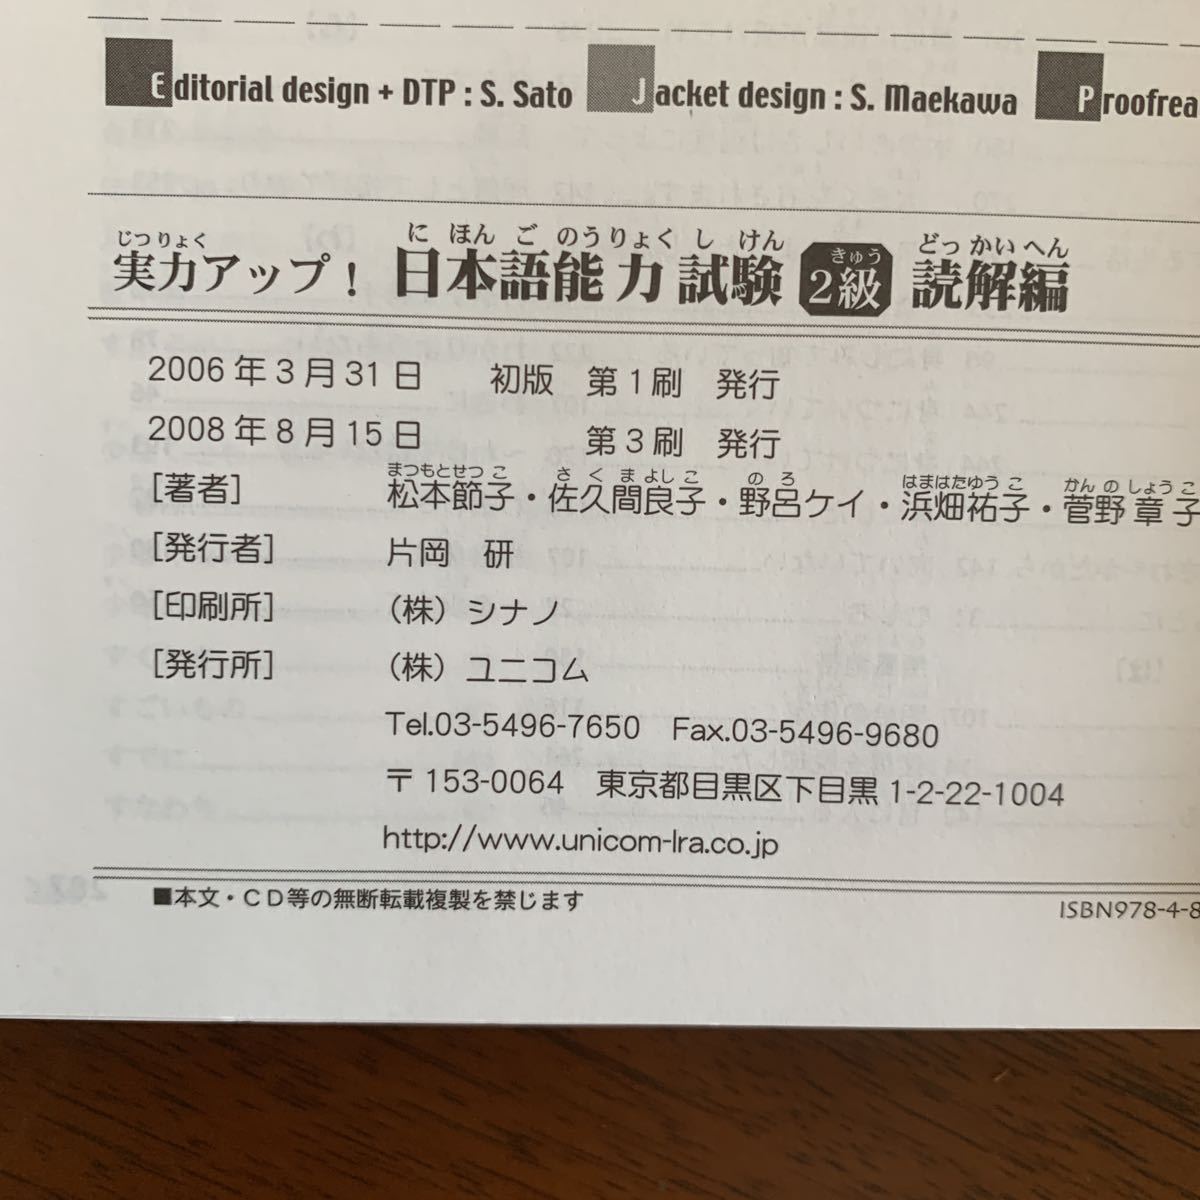 Editorial design + DTP : S. Sato Jacket design : S. Maekawa Proofrea
じつりょく に ほん ご のうりょく し けん きゅう どっ かい へん
実力アップ! 日本語能力試験 2級 読解編
2006年3月31日 初版 第1刷 発行
2008年8月15日 第3刷 発行
まつもとせつ こ さ く ま よしこ の ろ はまはたゆう こ かん の しょう こ
[著者] 松本節子・佐久間良子・野呂ケイ・浜畑祐子・菅野章子
[発行者] 片岡 研
[印刷所] (株)シナノ
[発行所] (株)ユニコム
Tel.03-5496-7650 Fax.03-5496-9680
〒153-0064 東京都目黒区下目黒1-2-22-1004
http://www.unicom-lra.co.jp
■本文・CD等の無断転載複製を禁じます
ISBN978-4-8